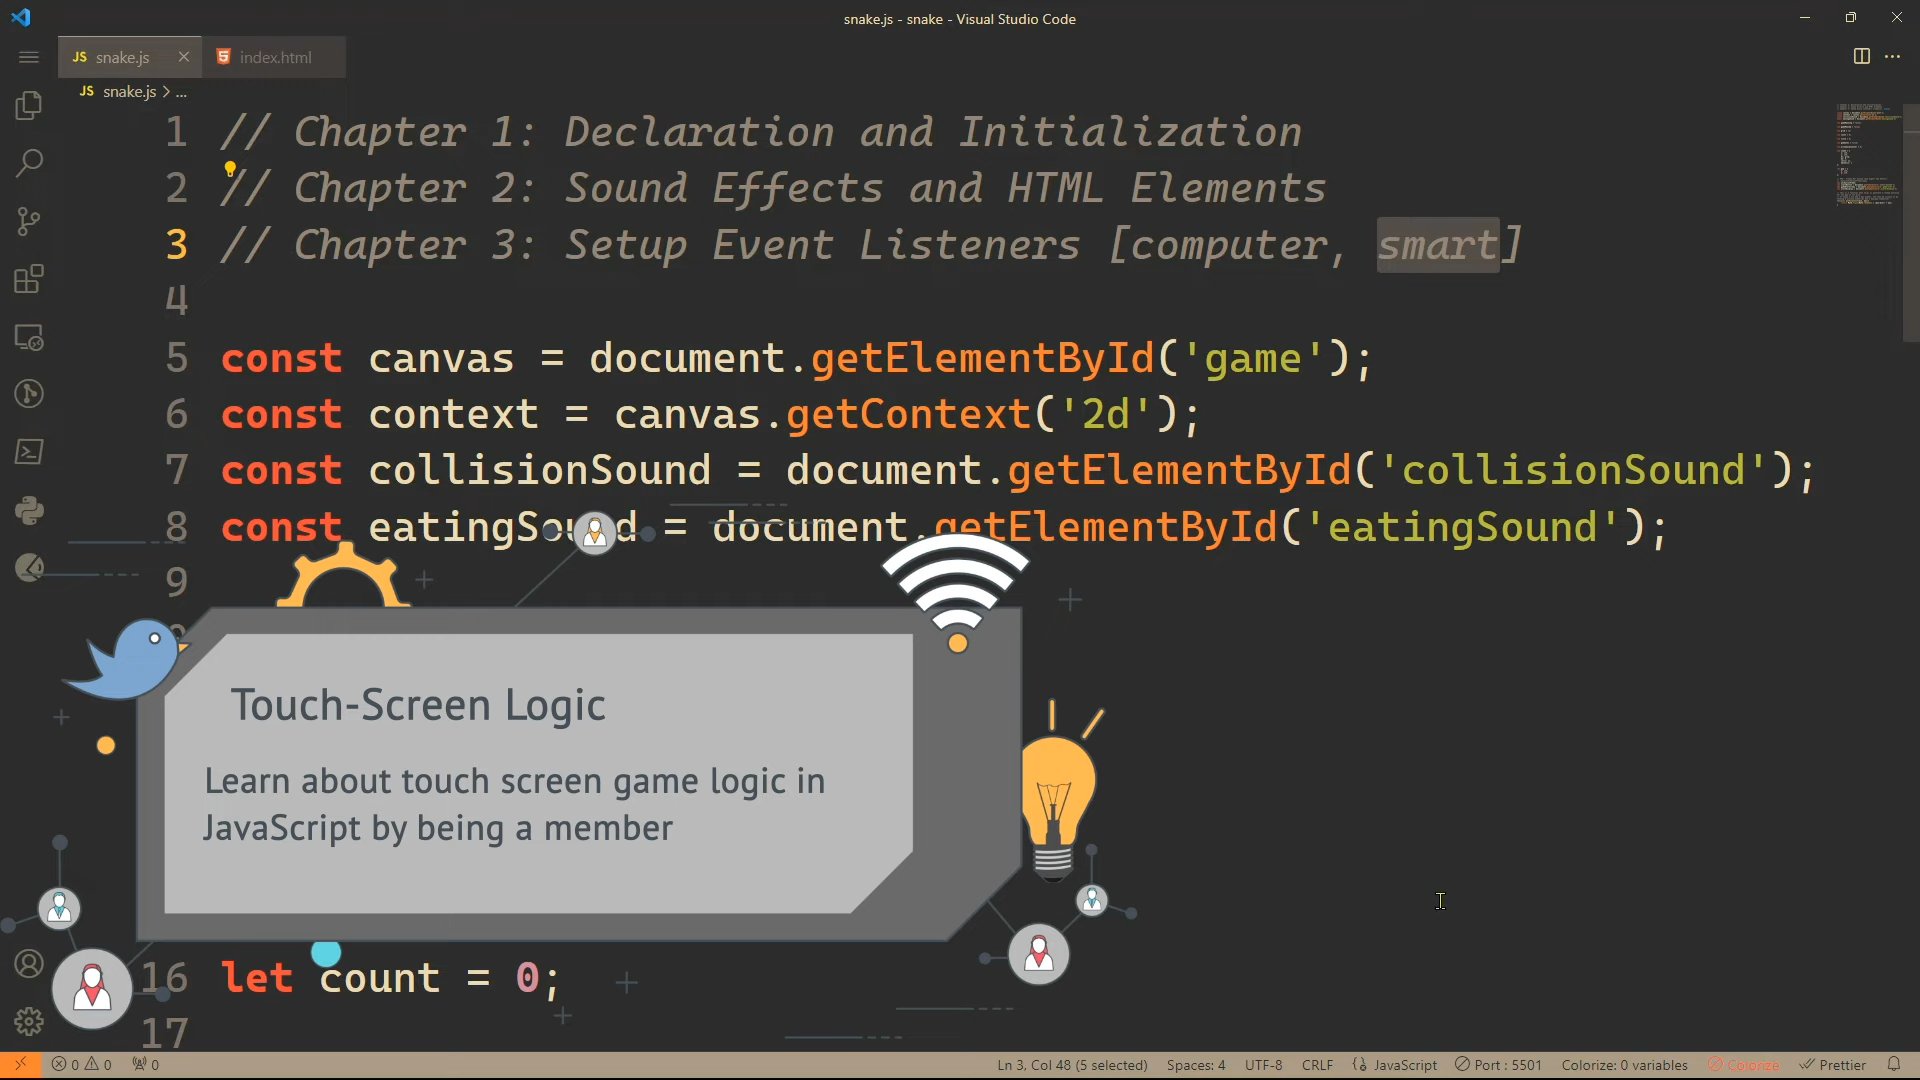 snake.js - snake - Visual Studio Code
JS snake.js
index.html
JS snake.js > ...
1 // Chapter 1: Declaration and Initialization
2 // Chapter 2: Sound Effects and HTML Elements
3 // Chapter 3: Setup Event Listeners [computer, smart]
4
5 const canvas = document.getElementById('game');
6 const context = canvas.getContext('2d');
7 const collisionSound = document.getElementById('collisionSound');
8 const eatingSound = document.getElementById('eatingSound');
9
Touch-Screen Logic
Learn about touch screen game logic in
JavaScript by being a member
16 let count = 0;
17
0 0 0 Ln 3, Col 48 (5 selected) Spaces: 4 UTF-8 CRLF JavaScript Port : 5501 Colorize: 0 variables Colorize Prettier